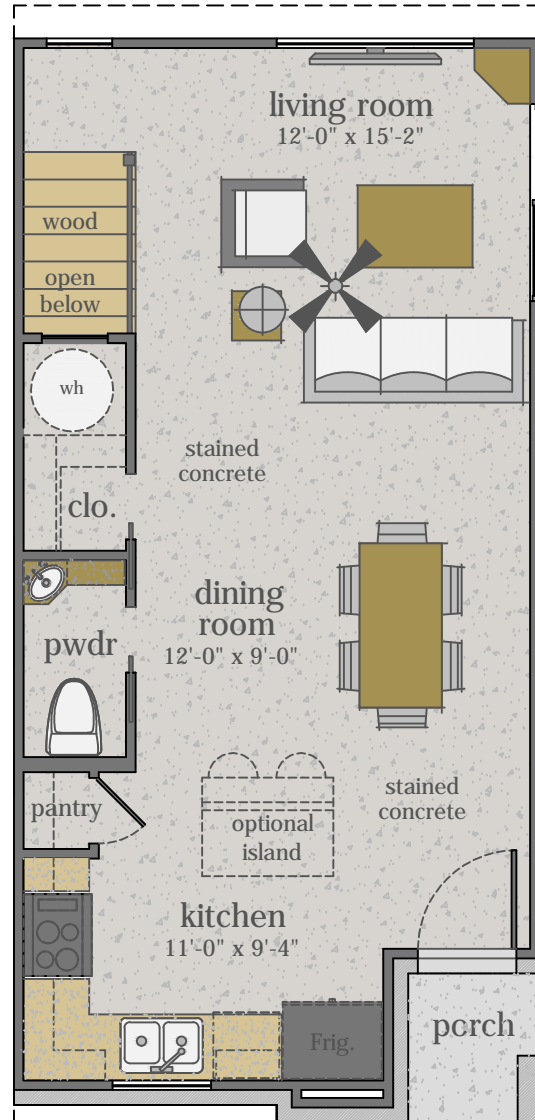 living room
12'-0" x 15'-2"
wood
open
below
wh
stained
concrete
clo.
dining
room
12'-0" x 9'-0"
pwdr
stained
concrete
pantry
optional
island
kitchen
11'-0" x 9'-4"
porch
Frig.